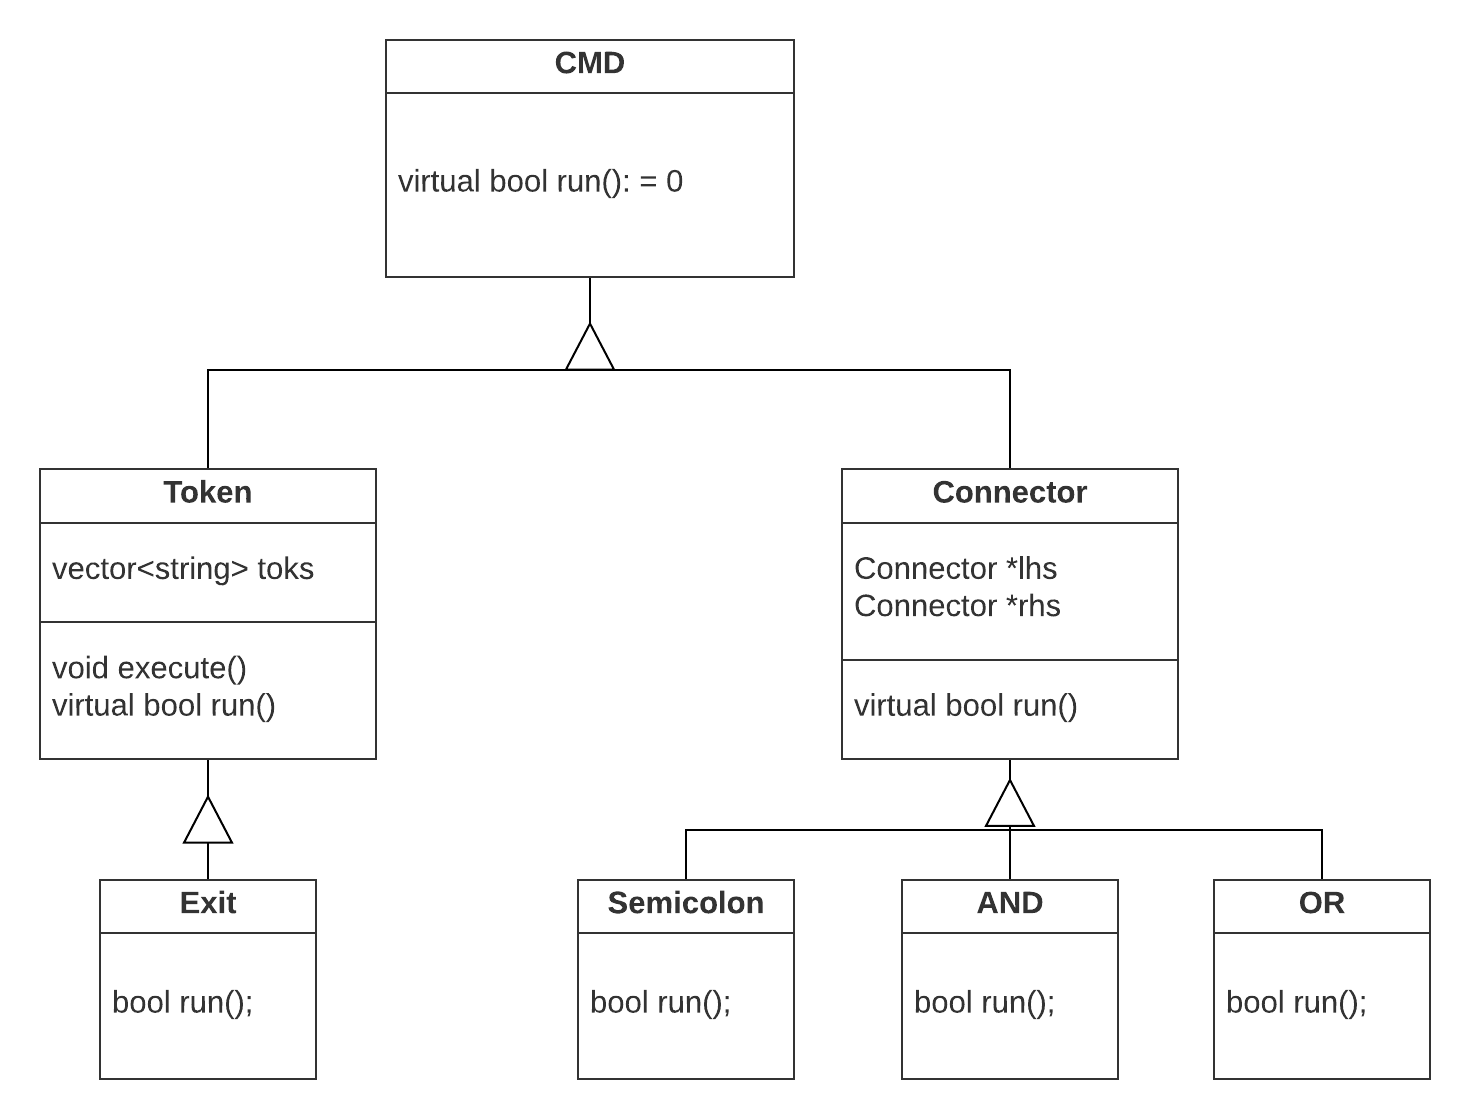 CMD
virtual bool run(): = 0
Token
vector<string> toks
void execute()
virtual bool run()
Connector
Connector *lhs
Connector *rhs
virtual bool run()
Exit
bool run();
Semicolon
bool run();
AND
bool run();
OR
bool run();